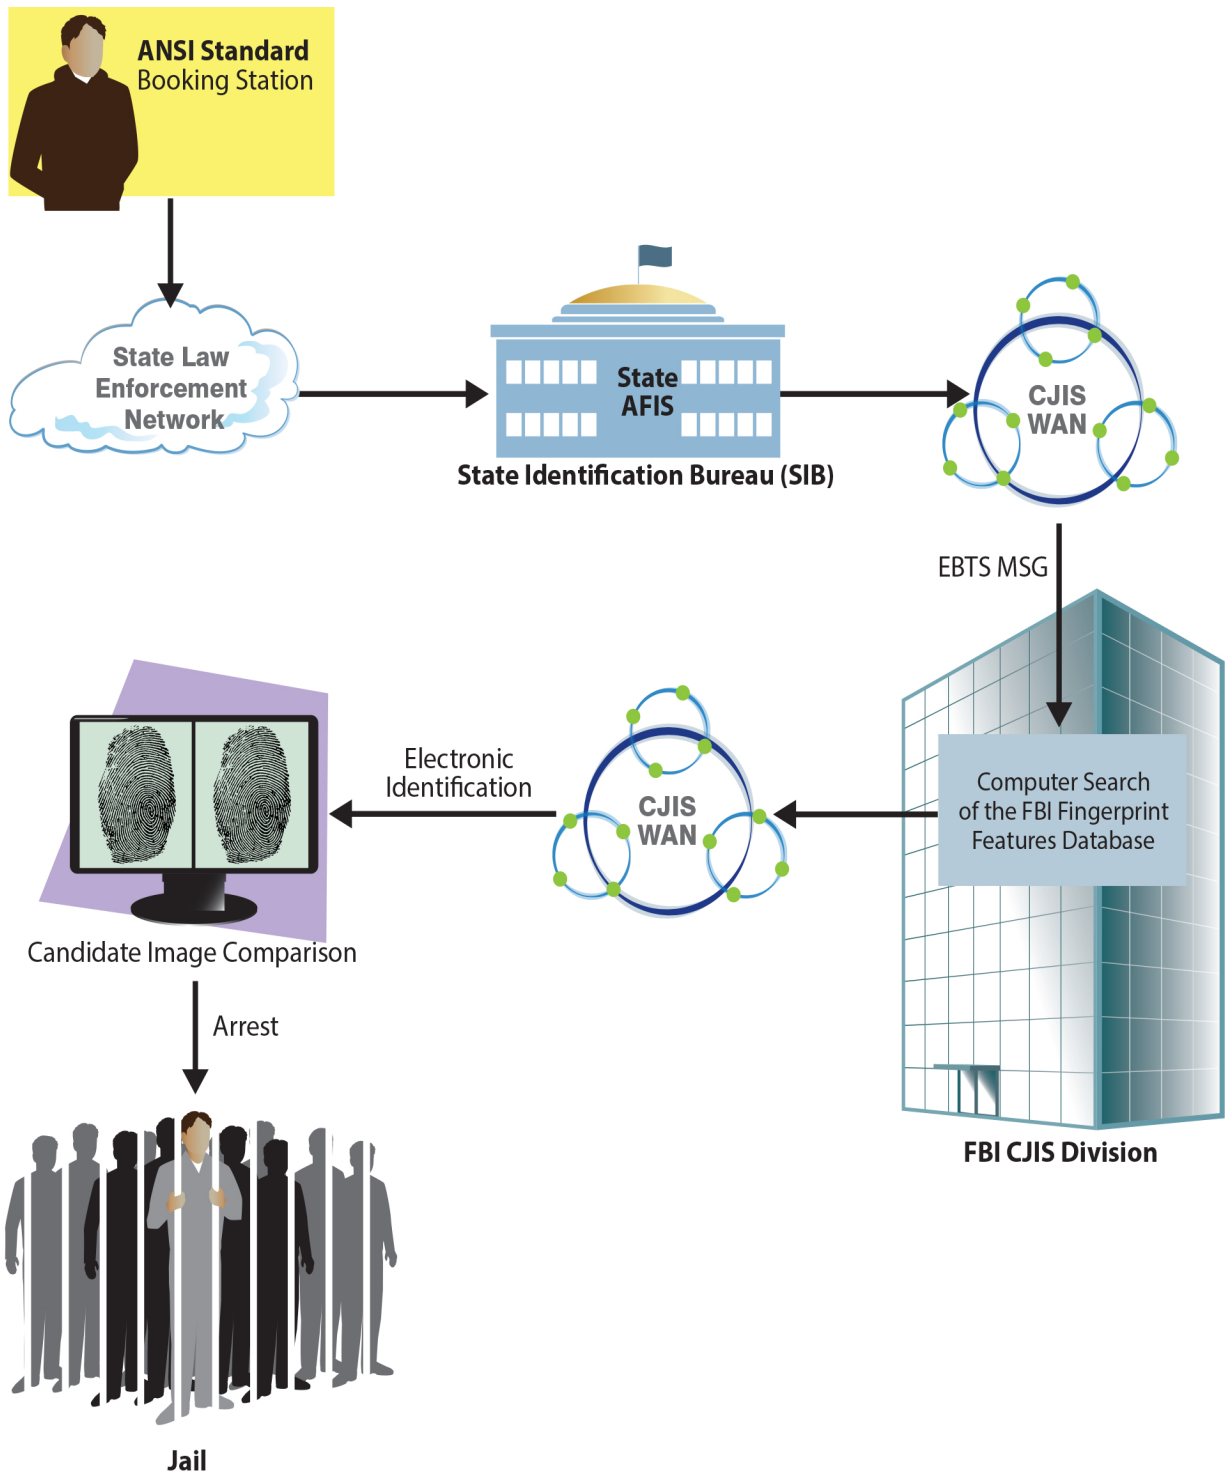 ANSI Standard
Booking Station
State Law
Enforcement
Network
State
AFIS
State Identification Bureau (SIB)
CJIS
WAN
EBTS MSG
Computer Search
of the FBI Fingerprint
Features Database
FBI CJIS Division
CJIS
WAN
Electronic
Identification
Candidate Image Comparison
Arrest
Jail